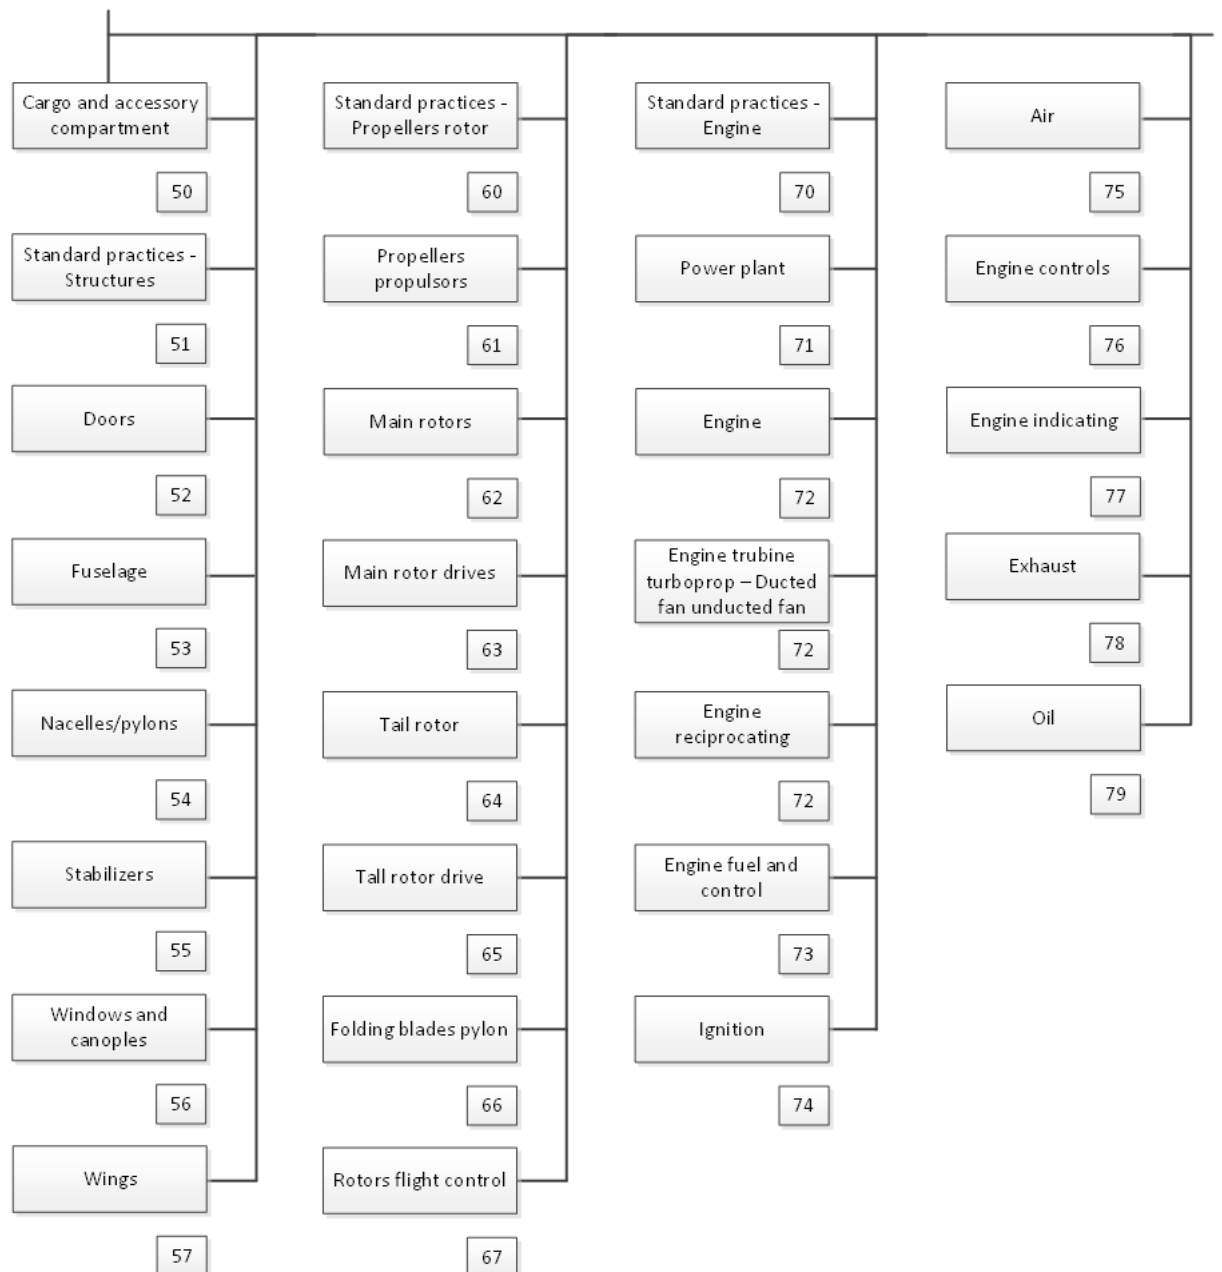 Cargo and accessory
compartment
50
Standard practices -
Structures
51
Doors
52
Fuselage
53
Nacelles/pylons
54
Stabilizers
55
Windows and
canoples
56
Wings
57
Standard practices -
Propellers rotor
60
Propellers
propulsors
61
Main rotors
62
Main rotor drives
63
Tail rotor
64
Tall rotor drive
65
Folding blades pylon
66
Rotors flight control
67
Standard practices -
Engine
70
Power plant
71
Engine
72
Engine trubine
turboprop – Ducted
fan unducted fan
72
Engine
reciprocating
72
Engine fuel and
control
73
Ignition
74
Air
75
Engine controls
76
Engine indicating
77
Exhaust
78
Oil
79